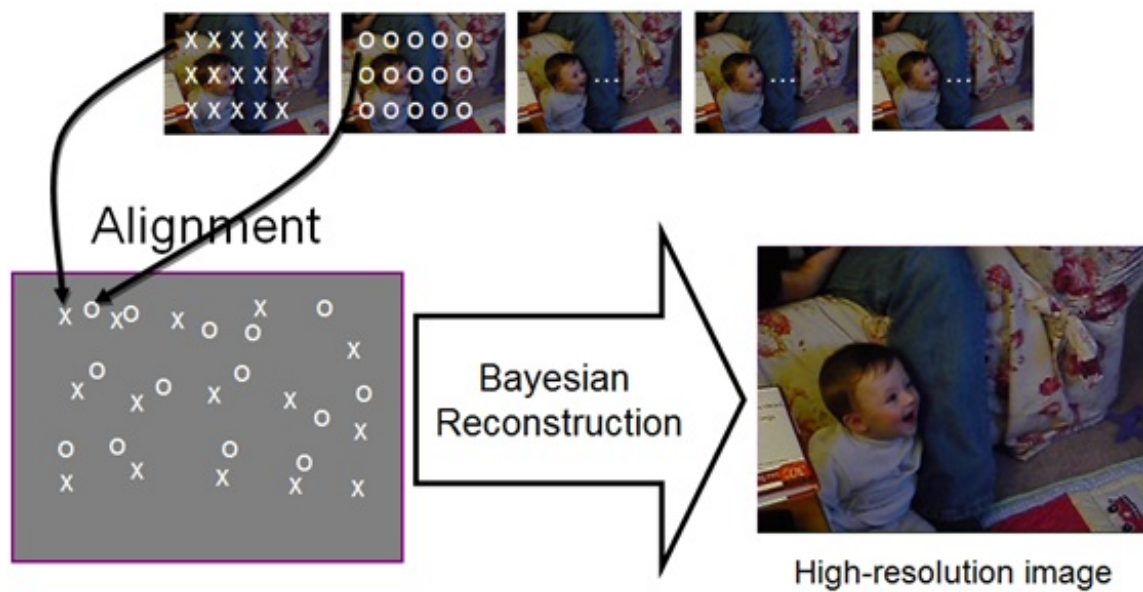 X X X X X O O O O O
X X X X X O O O O O ... ... ...
X X X X X O O O O O
Alignment
X O X O X O O X O
X
X O X O X O X O O
X
O O O O
X X X X X
Bayesian
Reconstruction
High-resolution image